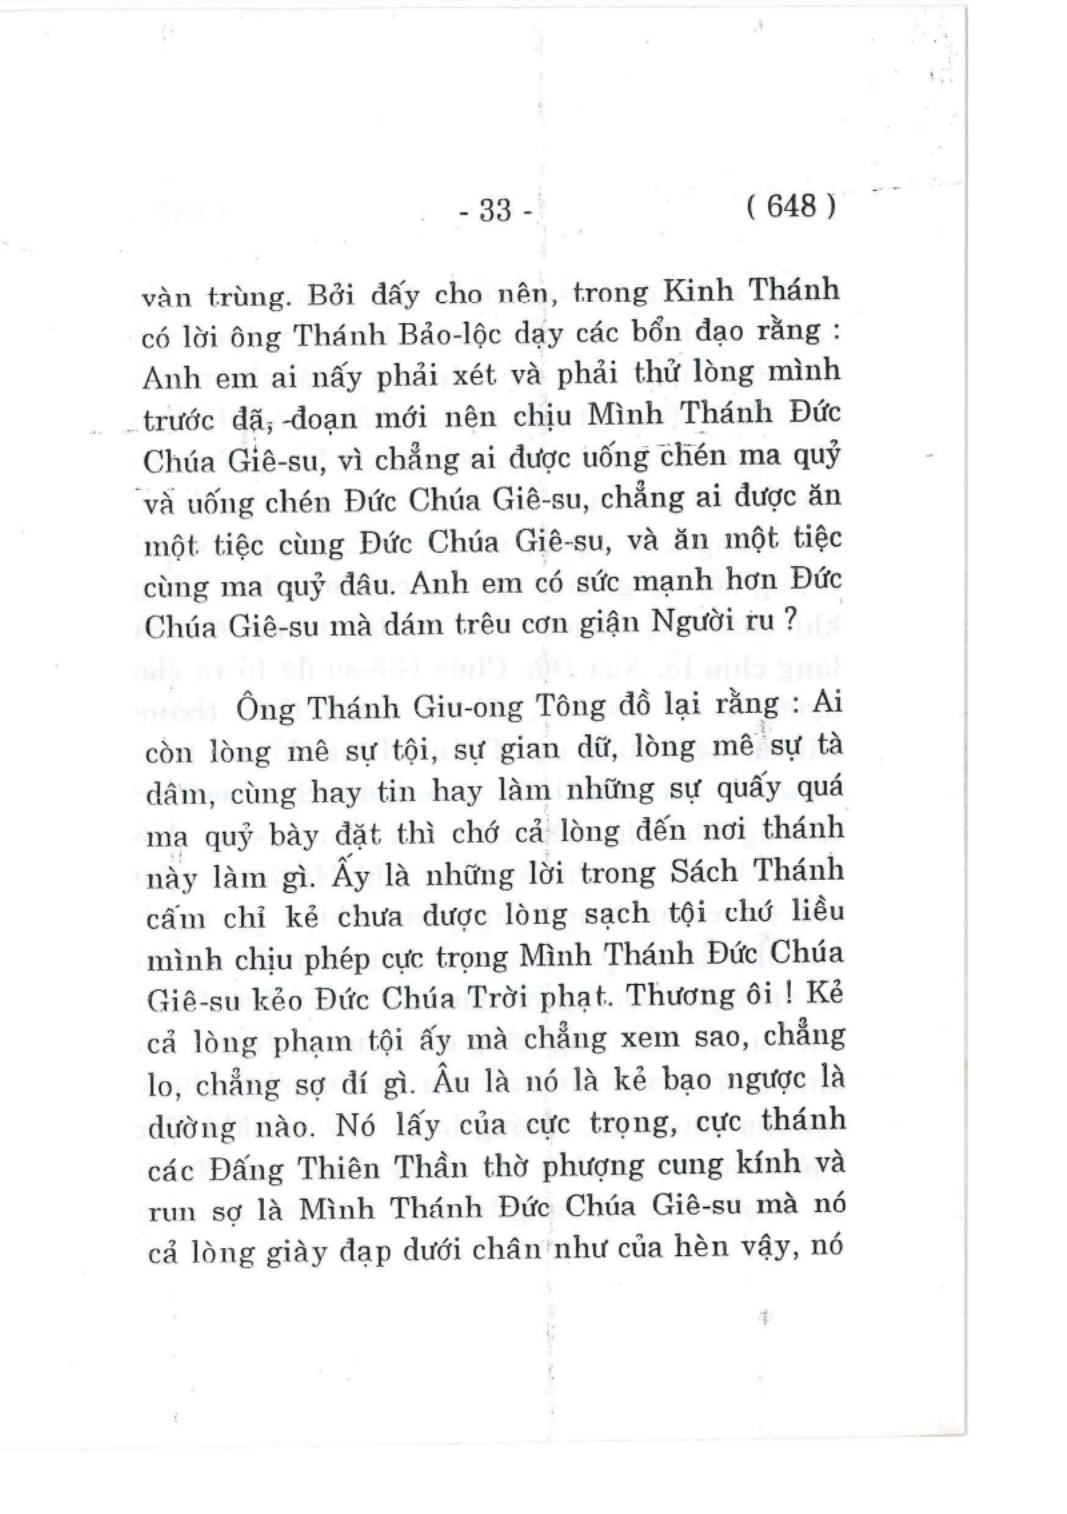 - 33 -
( 648 )
vàn trùng. Bởi đấy cho nên, trong Kinh Thánh
có lời ông Thánh Bảo-lộc dạy các bổn đạo rằng :
Anh em ai nấy phải xét và phải thử lòng mình
trước đã, đoạn mới nên chịu Mình Thánh Đức
Chúa Giê-su, vì chẳng ai được uống chén ma quỷ
và uống chén Đức Chúa Giê-su, chẳng ai được ăn
một tiệc cùng Đức Chúa Giê-su, và ăn một tiệc
cùng ma quỷ đâu. Anh em có sức mạnh hơn Đức
Chúa Giê-su mà dám trêu cơn giận Người ru ?
Ông Thánh Giu-ong Tông đồ lại rằng : Ai
còn lòng mê sự tội, sự gian dữ, lòng mê sự tà
dâm, cùng hay tin hay làm những sự quấy quá
ma quỷ bày đặt thì chớ cả lòng đến nơi thánh
này làm gì. Ấy là những lời trong Sách Thánh
cấm chỉ kẻ chưa được lòng sạch tội chớ liều
mình chịu phép cực trọng Mình Thánh Đức Chúa
Giê-su kẻo Đức Chúa Trời phạt. Thương ôi ! Kẻ
cả lòng phạm tội ấy mà chẳng xem sao, chẳng
lo, chẳng sợ đí gì. Âu là nó là kẻ bạo ngược là
dường nào. Nó lấy của cực trọng, cực thánh
các Đấng Thiên Thần thờ phượng cung kính và
run sợ là Mình Thánh Đức Chúa Giê-su mà nó
cả lòng giày đạp dưới chân như của hèn vậy, nó